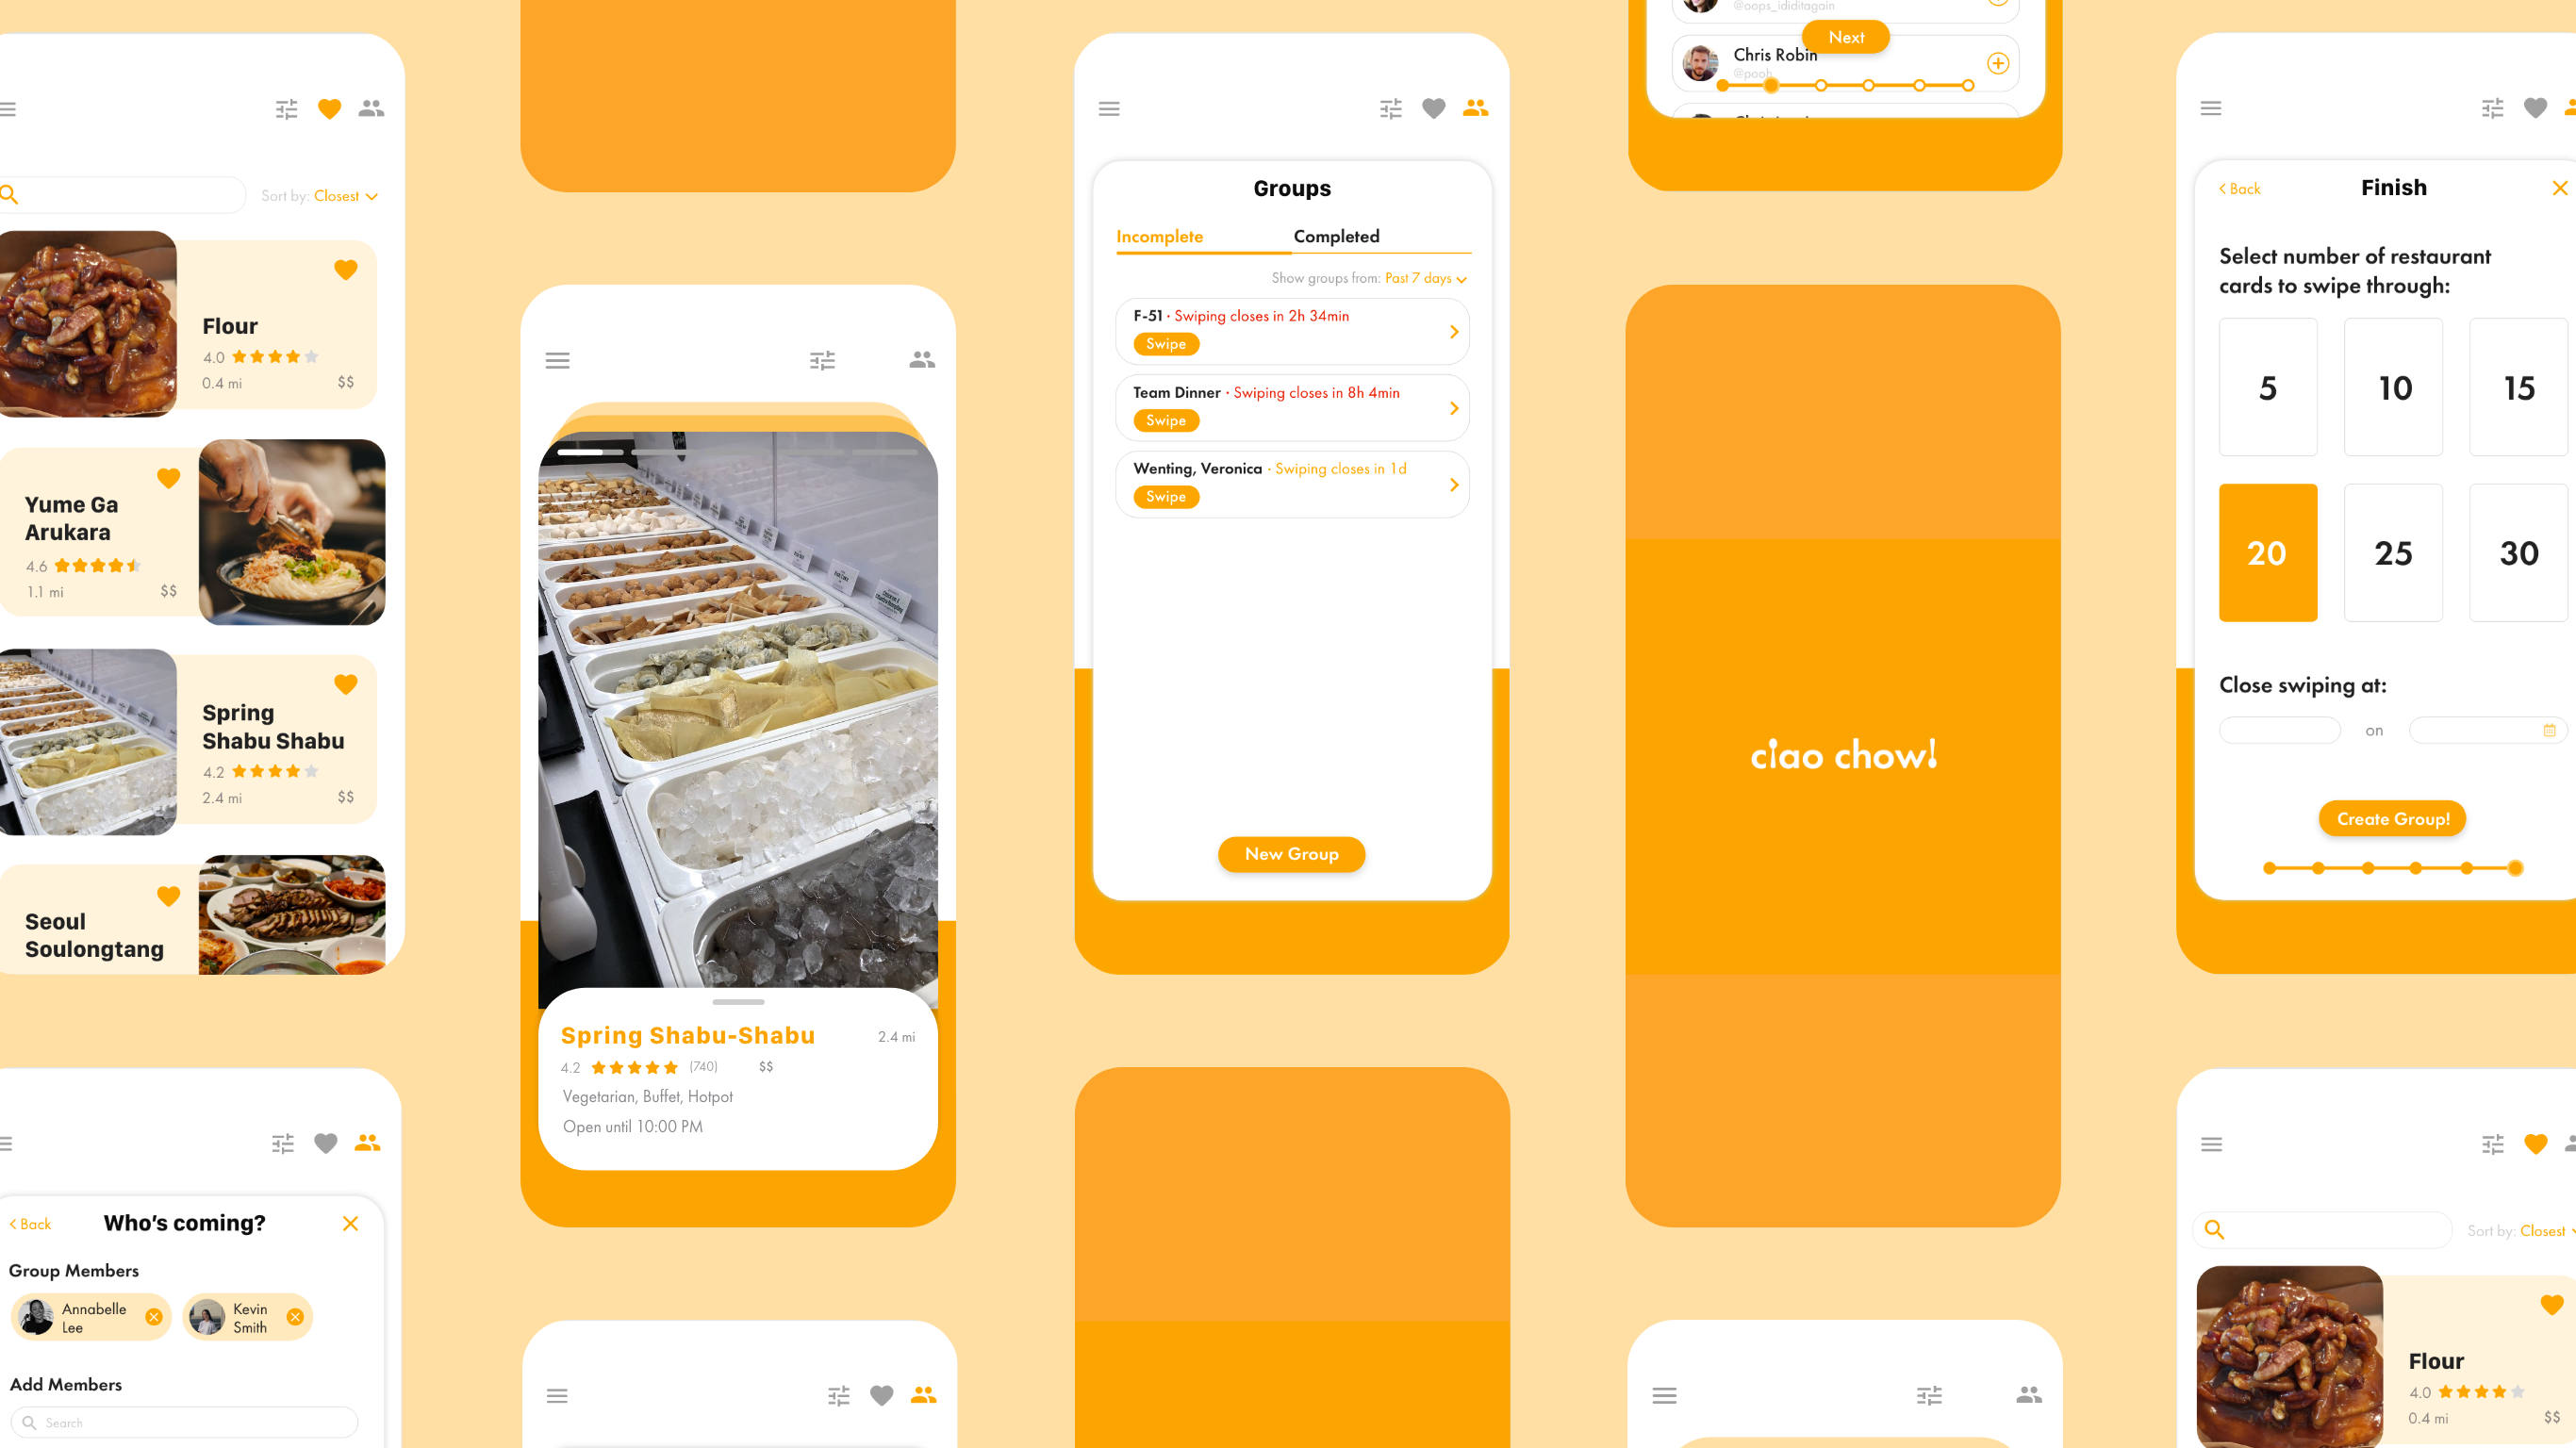 Sort by: Closest
Flour
4.0
0.4 mi $$
Yume Ga
Arukara
4.6
1.1 mi $$
Spring
Shabu Shabu
4.2
2.4 mi $$
Seoul
Soulongtang
< Back Who's coming?
Group Members
Annabelle
Lee
Kevin
Smith
Add Members
Search
Spring Shabu-Shabu 2.4 mi
4.2 (740) $$
Vegetarian, Buffet, Hotpot
Open until 10:00 PM
Groups
Incomplete Completed
Show groups from: Past 7 days
F-51 · Swiping closes in 2h 34min
Swipe
Team Dinner · Swiping closes in 8h 4min
Swipe
Wenting, Veronica · Swiping closes in 1d
Swipe
New Group
@oops_ididitagain
Next
Chris Robin
@pooh
ciao chow!
< Back Finish
Select number of restaurant
cards to swipe through:
5 10 15
20 25 30
Close swiping at:
on
Create Group!
Sort by: Closest
Flour
4.0
0.4 mi $$